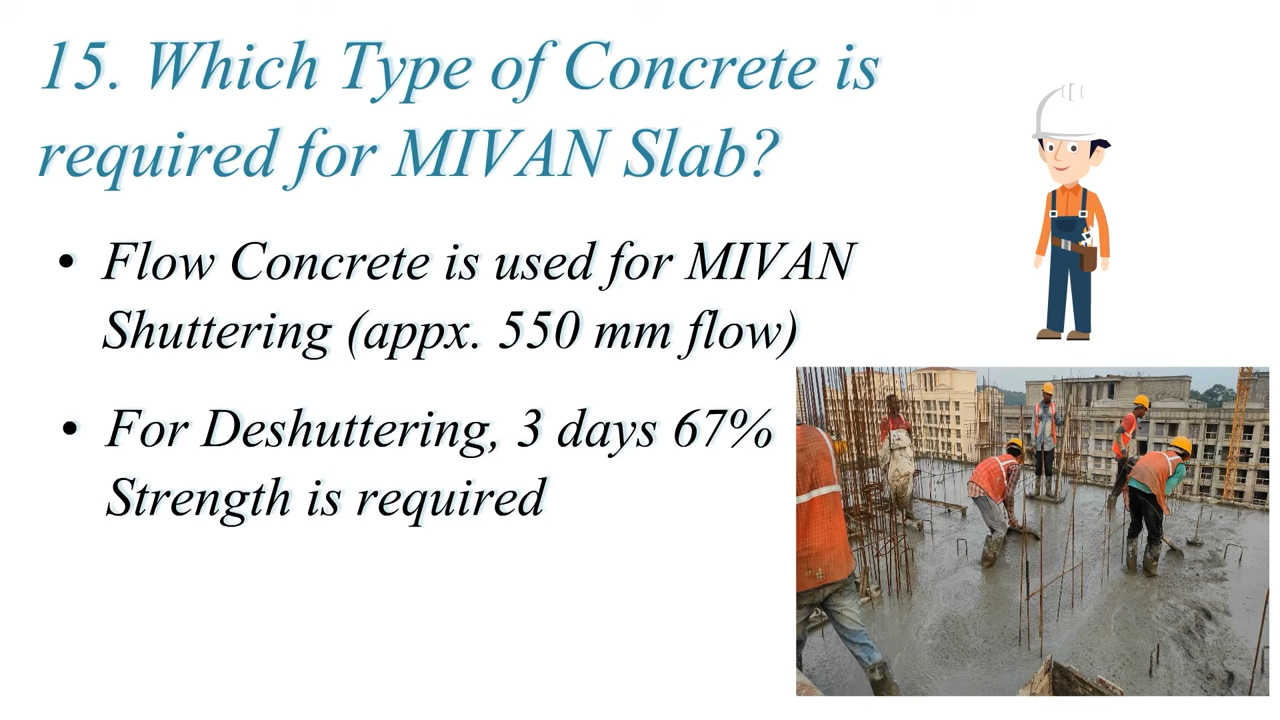 15. Which Type of Concrete is
required for MIVAN Slab?
• Flow Concrete is used for MIVAN
Shuttering (appx. 550 mm flow)
• For Deshuttering, 3 days 67%
Strength is required